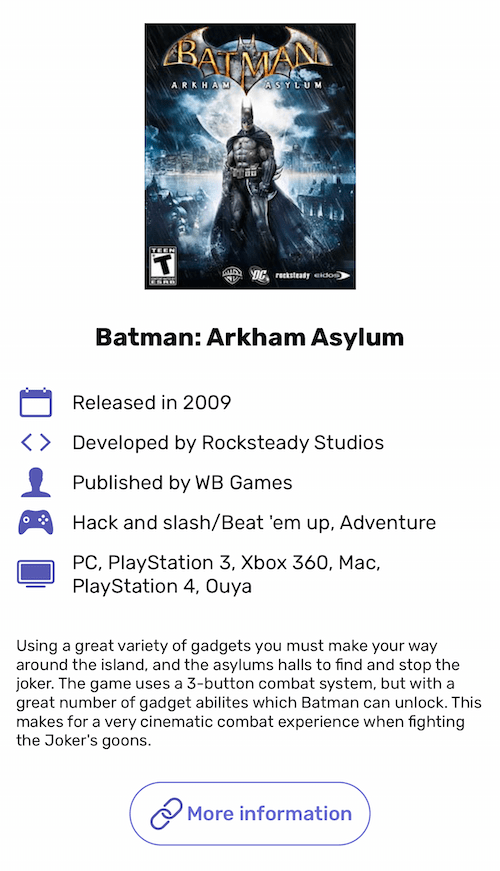 BATMAN
ARKHAM ASYLUM
TEEN
T
ESRB
WB
DC
rocksteady
eidos
Batman: Arkham Asylum
Released in 2009
Developed by Rocksteady Studios
Published by WB Games
Hack and slash/Beat 'em up, Adventure
PC, PlayStation 3, Xbox 360, Mac,
PlayStation 4, Ouya
Using a great variety of gadgets you must make your way
around the island, and the asylums halls to find and stop the
joker. The game uses a 3-button combat system, but with a
great number of gadget abilites which Batman can unlock. This
makes for a very cinematic combat experience when fighting
the Joker's goons.
More information